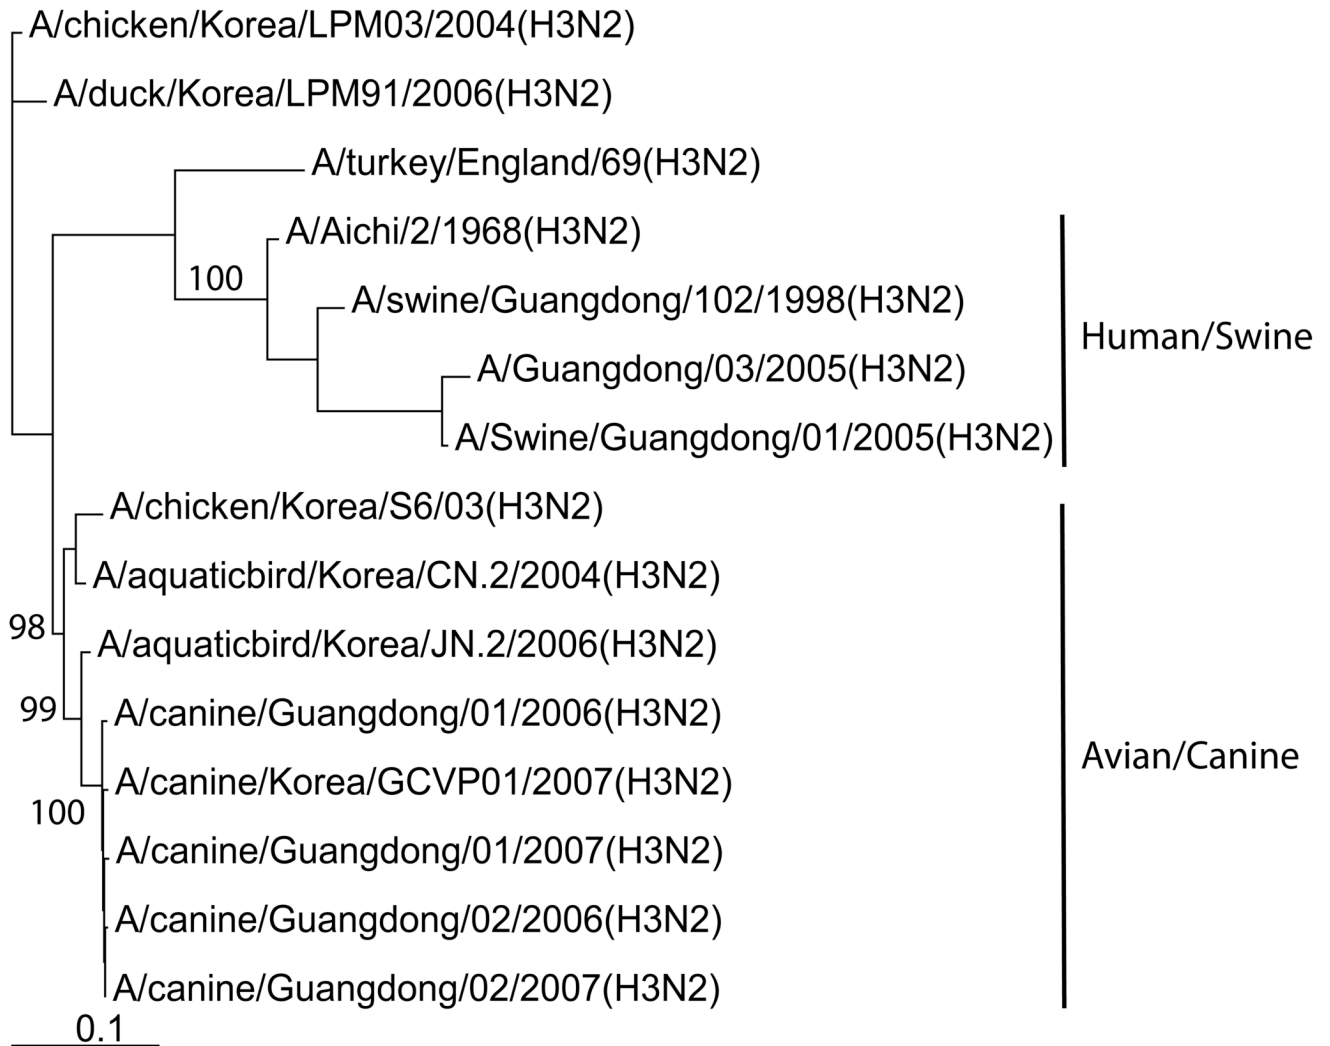 A/chicken/Korea/LPM03/2004(H3N2)
A/duck/Korea/LPM91/2006(H3N2)
A/turkey/England/69(H3N2)
A/Aichi/2/1968(H3N2)
100
A/swine/Guangdong/102/1998(H3N2)
Human/Swine
A/Guangdong/03/2005(H3N2)
A/Swine/Guangdong/01/2005(H3N2)
A/chicken/Korea/S6/03(H3N2)
A/aquaticbird/Korea/CN.2/2004(H3N2)
98
A/aquaticbird/Korea/JN.2/2006(H3N2)
99
A/canine/Guangdong/01/2006(H3N2)
Avian/Canine
A/canine/Korea/GCVP01/2007(H3N2)
100
A/canine/Guangdong/01/2007(H3N2)
A/canine/Guangdong/02/2006(H3N2)
A/canine/Guangdong/02/2007(H3N2)
0.1